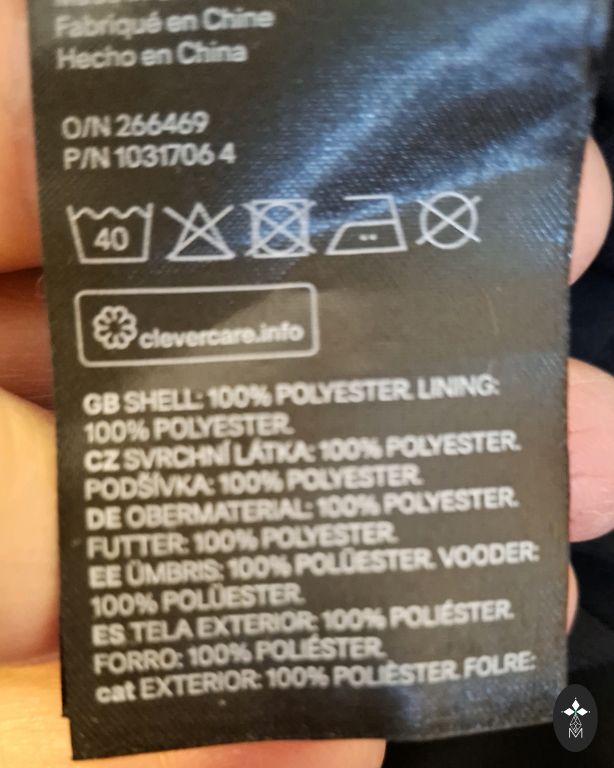 Fabriqué en Chine
Hecho en China
O/N 266469
P/N 1031706 4
40
clevercare.info
GB SHELL: 100% POLYESTER. LINING:
100% POLYESTER.
CZ SVRCHNÍ LÁTKA: 100% POLYESTER.
PODŠÍVKA: 100% POLYESTER.
DE OBERMATERIAL: 100% POLYESTER.
FUTTER: 100% POLYESTER.
EE ÜMBRIS: 100% POLÜESTER. VOODER:
100% POLÜESTER.
ES TELA EXTERIOR: 100% POLIÉSTER.
FORRO: 100% POLIÉSTER.
cat EXTERIOR: 100% POLIÈSTER. FOLRE:
M